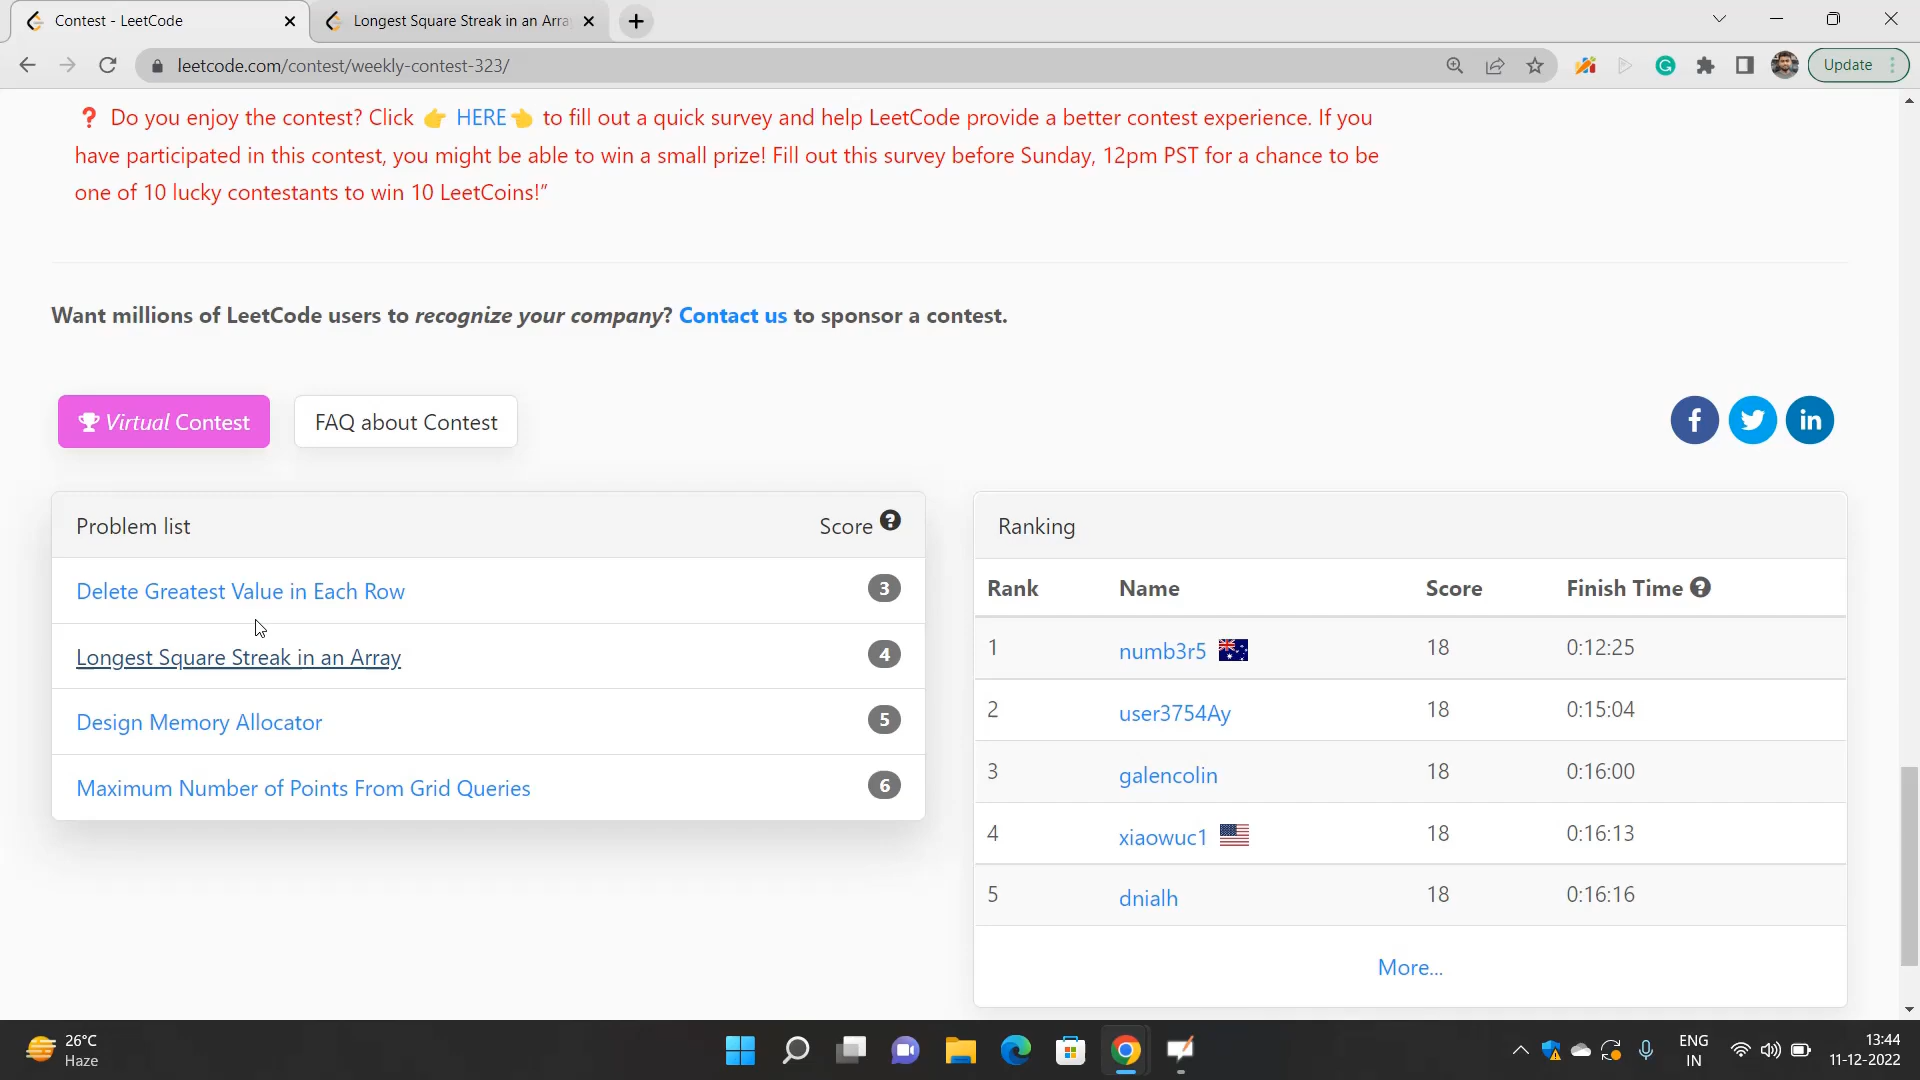 Contest - LeetCode
Longest Square Streak in an Arra
leetcode.com/contest/weekly-contest-323/
Update
❓ Do you enjoy the contest? Click 👉 HERE👈 to fill out a quick survey and help LeetCode provide a better contest experience. If you
have participated in this contest, you might be able to win a small prize! Fill out this survey before Sunday, 12pm PST for a chance to be
one of 10 lucky contestants to win 10 LeetCoins!”
Want millions of LeetCode users to recognize your company? Contact us to sponsor a contest.
Virtual Contest
FAQ about Contest
Problem list Score
Delete Greatest Value in Each Row 3
Longest Square Streak in an Array 4
Design Memory Allocator 5
Maximum Number of Points From Grid Queries 6
Ranking
Rank Name Score Finish Time
1 numb3r5 18 0:12:25
2 user3754Ay 18 0:15:04
3 galencolin 18 0:16:00
4 xiaowuc1 18 0:16:13
5 dnialh 18 0:16:16
More...
26°C
Haze
ENG
IN
13:44
11-12-2022